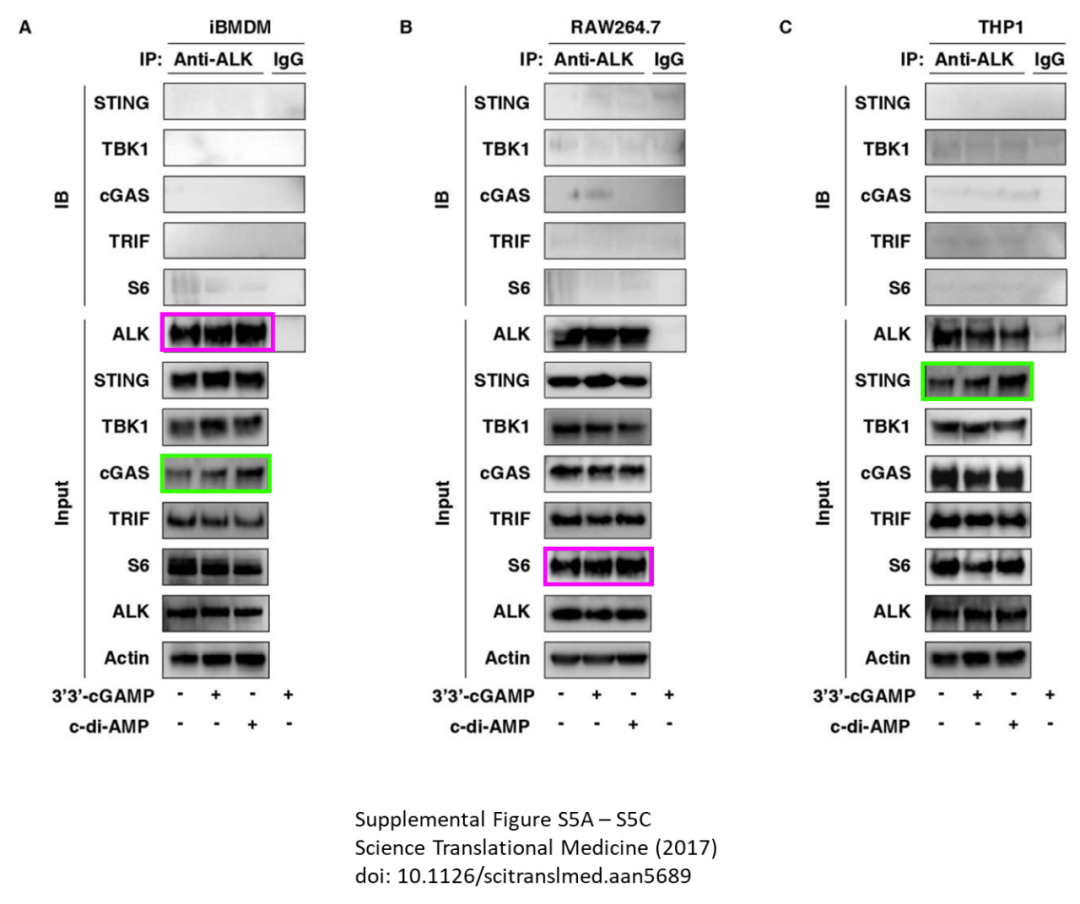 A
iBMDM
IP: Anti-ALK IgG
IB
STING
TBK1
cGAS
TRIF
S6
ALK
Input
STING
TBK1
cGAS
TRIF
S6
ALK
Actin
3’3’-cGAMP - + - +
c-di-AMP - - + -
B
RAW264.7
IP: Anti-ALK IgG
IB
STING
TBK1
cGAS
TRIF
S6
ALK
Input
STING
TBK1
cGAS
TRIF
S6
ALK
Actin
3’3’-cGAMP - + - +
c-di-AMP - - + -
C
THP1
IP: Anti-ALK IgG
IB
STING
TBK1
cGAS
TRIF
S6
ALK
Input
STING
TBK1
cGAS
TRIF
S6
ALK
Actin
3’3’-cGAMP - + - +
c-di-AMP - - + -
Supplemental Figure S5A – S5C
Science Translational Medicine (2017)
doi: 10.1126/scitranslmed.aan5689